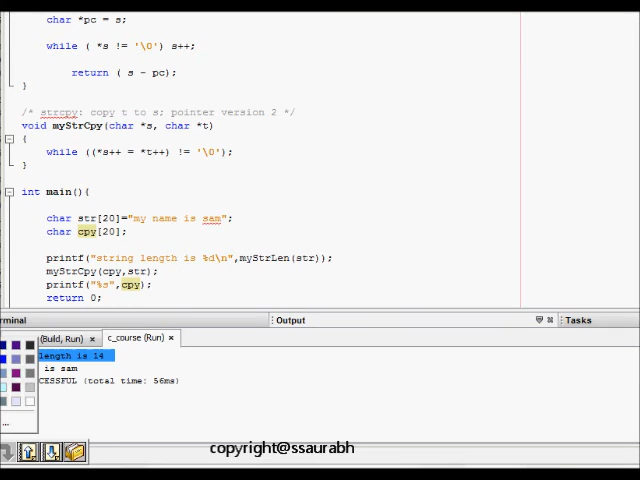 char *pc = s;
while ( *s != '\0') s++;
return ( s - pc);
}
/* strcpy: copy t to s; pointer version 2 */
void myStrCpy(char *s, char *t)
{
while ((*s++ = *t++) != '\0');
}
int main(){
char str[20]="my name is sam";
char cpy[20];
printf("string length is %d\n",myStrLen(str));
myStrCpy(cpy,str);
printf("%s",cpy);
return 0;
rminal Output Tasks
(Build, Run) × c_course (Run) ×
length is 14
is sam
CESSFUL (total time: 56ms)
...
copyright@ssaurabh